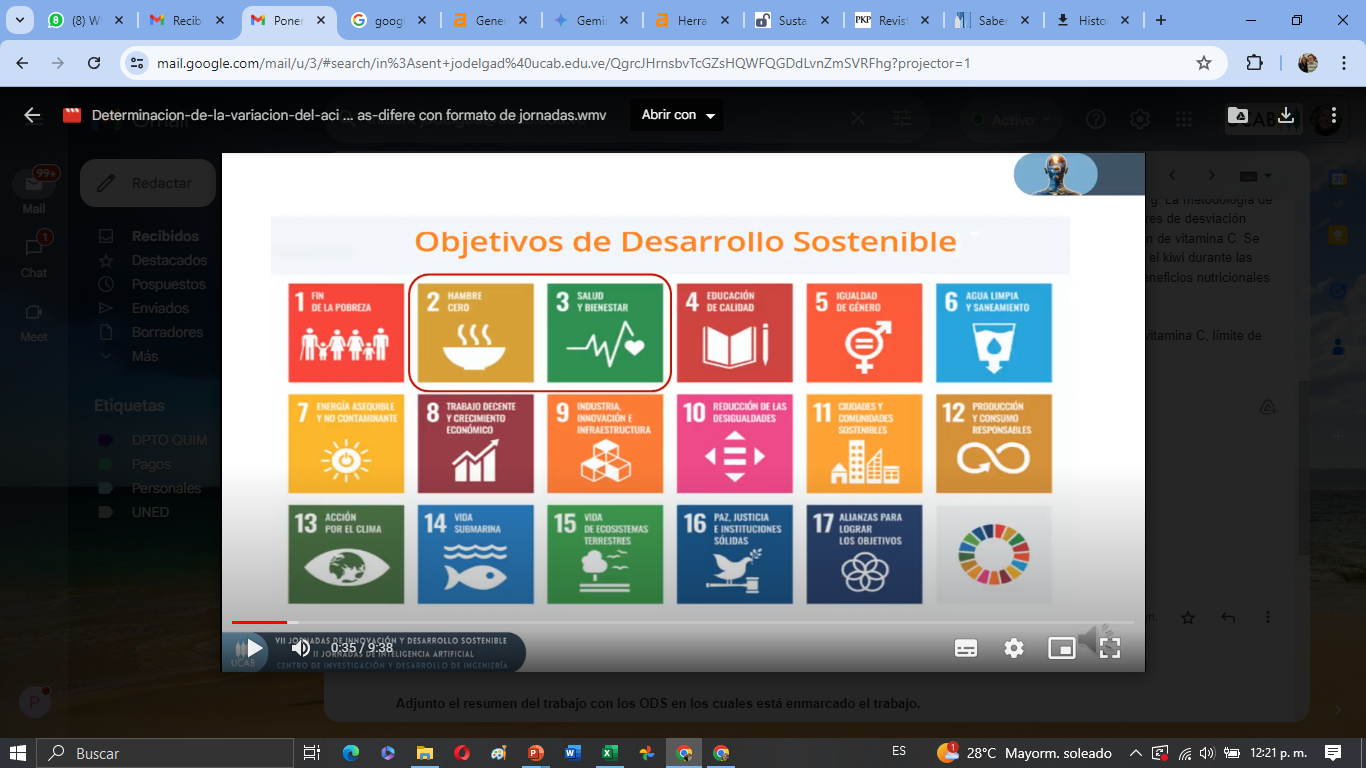 (8) Wi
Recib
Poner
goog
Gene
Gemin
Herra
Susta
PKP Revist
Saber
Histo
mail.google.com/mail/u/3/#search/in%3Asent+jodelgad%40ucab.edu.ve/QgrcJHrnsbvTcGZsHQWFQGDdLvnZmSVRFhg?projector=1
Determinacion-de-la-variacion-del-aci ... as-difere con formato de jornadas.wmv
Abrir con
Activo
99+
Redactar
Mail
Recibidos
Destacados
1
Chat
Pospuestos
Enviados
Meet
Borradores
Más
Etiquetas
DPTO QUIM
Pagos
Personales
UNED
g. La metodología de
res de desviación
n de vitamina C. Se
el kiwi durante las
neficios nutricionales
vitamina C, límite de
Objetivos de Desarrollo Sostenible
1 FIN
DE LA POBREZA
2 HAMBRE
CERO
3 SALUD
Y BIENESTAR
4 EDUCACIÓN
DE CALIDAD
5 IGUALDAD
DE GÉNERO
6 AGUA LIMPIA
Y SANEAMIENTO
7 ENERGÍA ASEQUIBLE
Y NO CONTAMINANTE
8 TRABAJO DECENTE
Y CRECIMIENTO
ECONÓMICO
9 INDUSTRIA,
INNOVACIÓN E
INFRAESTRUCTURA
10 REDUCCIÓN DE LAS
DESIGUALDADES
11 CIUDADES Y
COMUNIDADES
SOSTENIBLES
12 PRODUCCIÓN
Y CONSUMO
RESPONSABLES
13 ACCIÓN
POR EL CLIMA
14 VIDA
SUBMARINA
15 VIDA
DE ECOSISTEMAS
TERRESTRES
16 PAZ, JUSTICIA
E INSTITUCIONES
SÓLIDAS
17 ALIANZAS PARA
LOGRAR
LOS OBJETIVOS
VII JORNADAS DE INNOVACIÓN Y DESARROLLO SOSTENIBLE
II JORNADAS DE INTELIGENCIA ARTIFICIAL
CENTRO DE INVESTIGACIÓN Y DESARROLLO DE INGENIERÍA
UCAB
0:35 / 9:38
P
Adjunto el resumen del trabajo con los ODS en los cuales está enmarcado el trabajo.
Buscar
ES
1
28°C Mayorm. soleado
12:21 p. m.